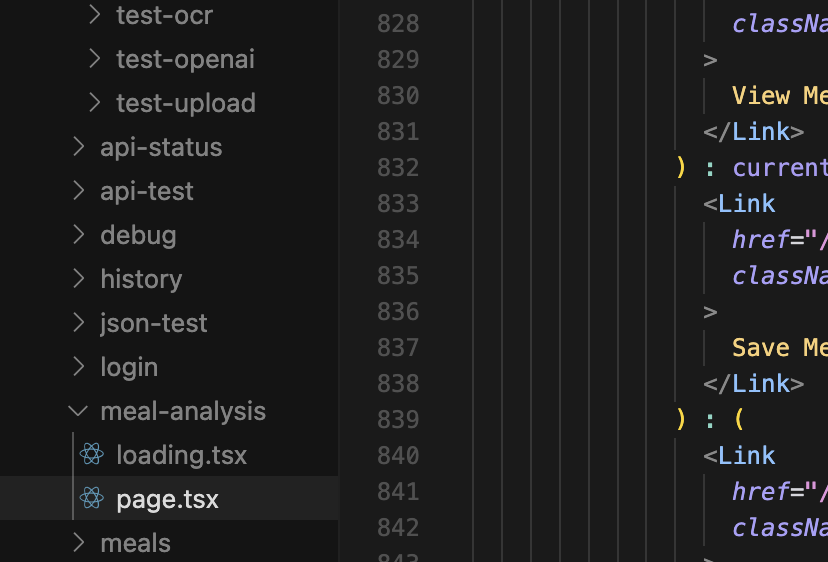 test-ocr
test-openai
test-upload
api-status
api-test
debug
history
json-test
login
meal-analysis
loading.tsx
page.tsx
meals
828 classNa
829 >
830 View Me
831 </Link>
832 ) : current
833 <Link
834 href="/
835 classNa
836 >
837 Save Me
838 </Link>
839 ) : (
840 <Link
841 href="/
842 classNa
843 >